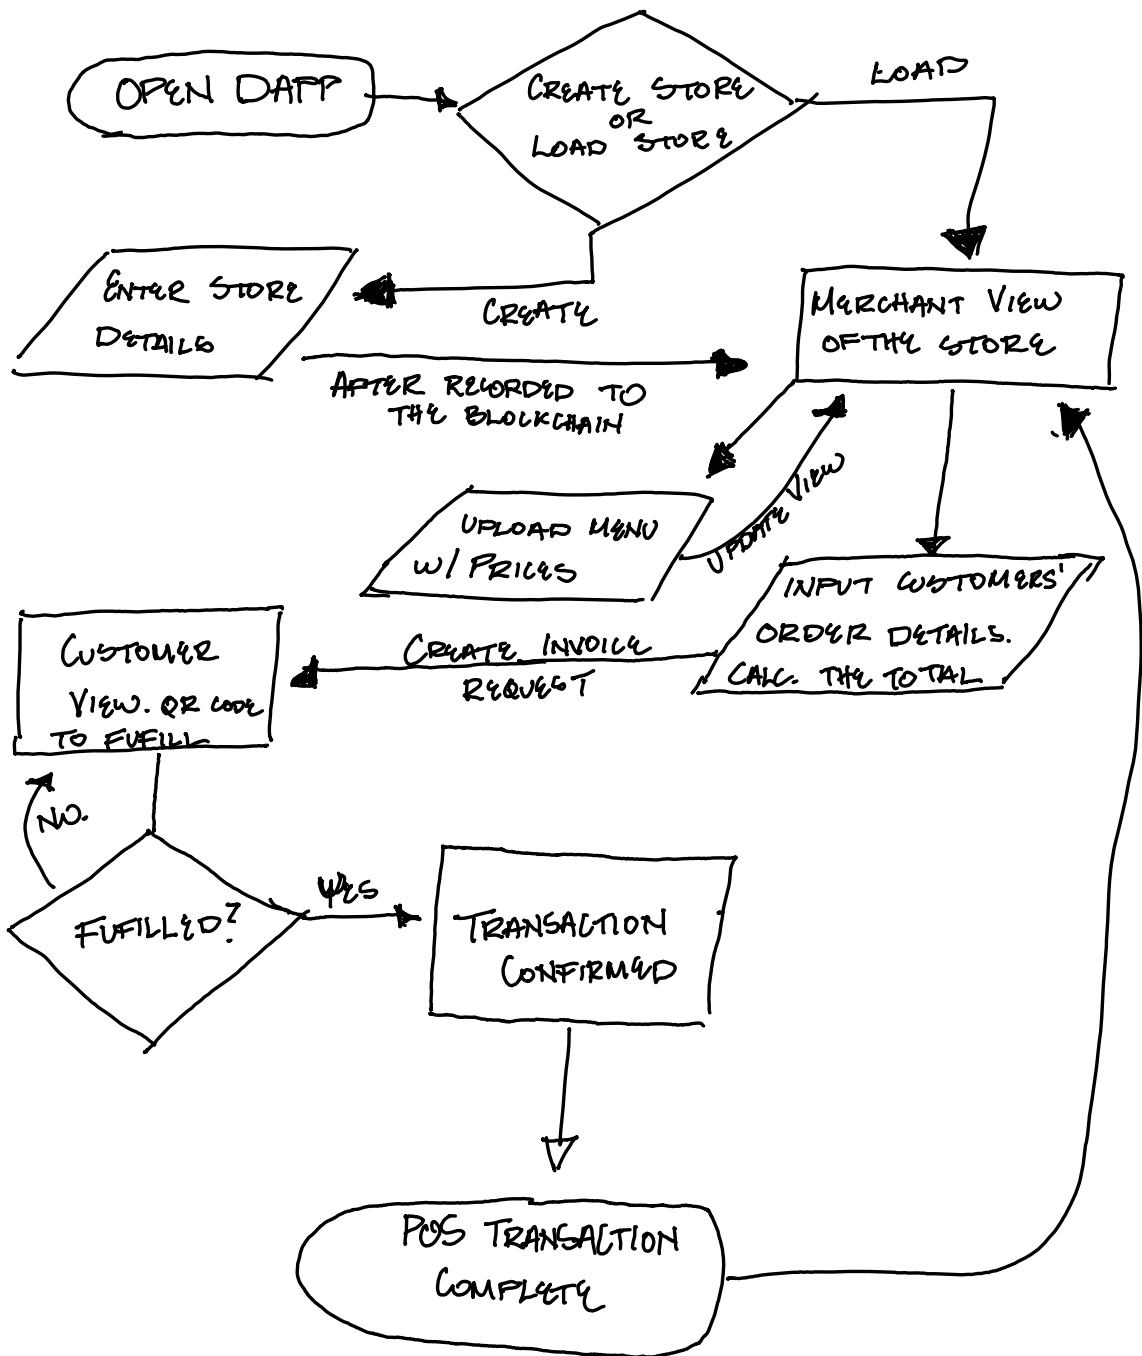 OPEN DAPP
CREATE STORE
OR
LOAD STORE
LOAD
ENTER STORE
DETAILS
CREATE
MERCHANT VIEW
OF THE STORE
AFTER RECORDED TO
THE BLOCKCHAIN
UPLOAD MENU
W/ PRICES
UPDATE VIEW
INPUT CUSTOMERS'
ORDER DETAILS.
CALC. THE TOTAL
CREATE INVOICE
REQUEST
CUSTOMER
VIEW. QR CODE
TO FUFILL
NO.
FUFILLED?
YES
TRANSACTION
CONFIRMED
POS TRANSACTION
COMPLETE